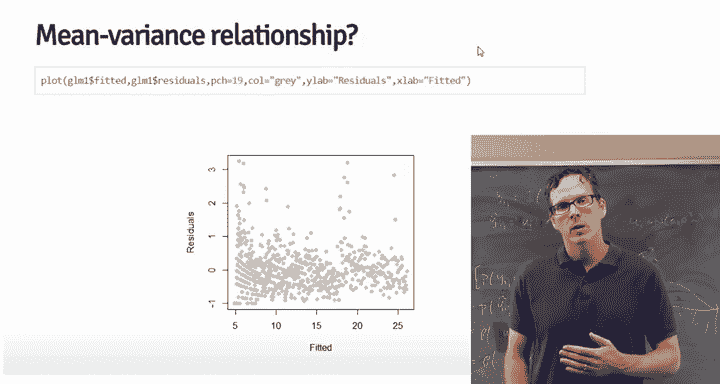 Mean-variance relationship?
plot(glm1$fitted,glm1$residuals,pch=19,col="grey",ylab="Residuals",xlab="Fitted")
3
2
1
0
-1
Residuals
5 10 15 20 25
Fitted